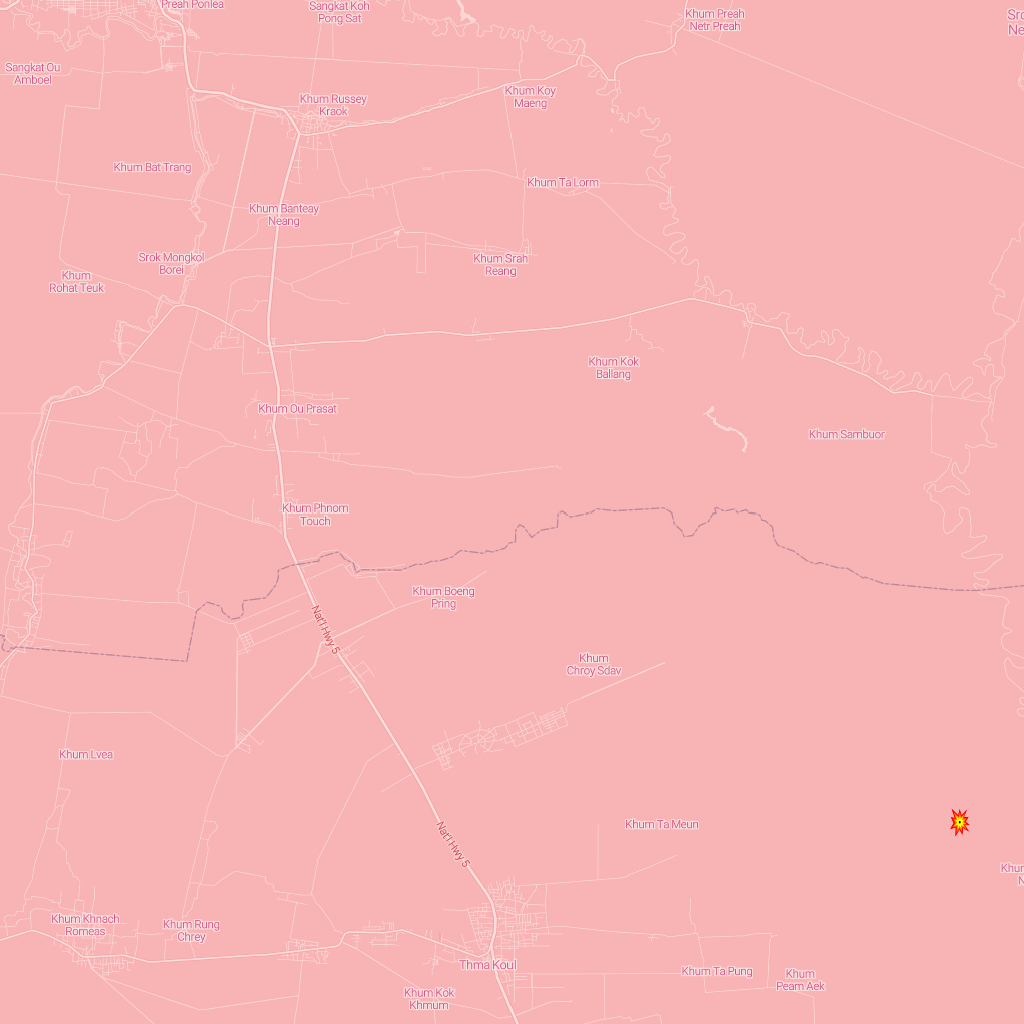 Preah Ponlea
Sangkat Koh
Pong Sat
Khum Preah
Netr Preah
Sangkat Ou
Amboel
Khum Russey
Kraok
Khum Koy
Maeng
Khum Bat Trang
Khum Ta Lorm
Khum Banteay
Neang
Srok Mongkol
Borei
Khum Srah
Reang
Khum
Rohat Teuk
Khum Kok
Ballang
Khum Ou Prasat
Khum Sambuor
Khum Phnom
Touch
Khum Boeng
Pring
Nat'l Hwy 5
Khum
Chroy Sdav
Khum Lvea
Khum Ta Meun
Nat'l Hwy 5
Khum Khnach
Romeas
Khum Rung
Chrey
Thma Koul
Khum Ta Pung
Khum
Peam Aek
Khum Kok
Khmum